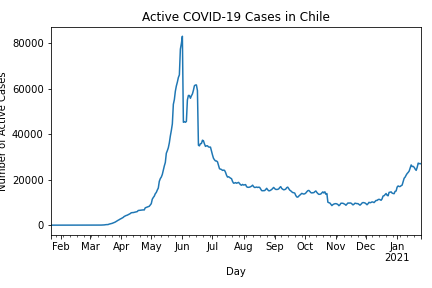 Active COVID-19 Cases in Chile
Number of Active Cases
80000
60000
40000
20000
0
Feb Mar Apr May Jun Jul Aug Sep Oct Nov Dec Jan
2021
Day